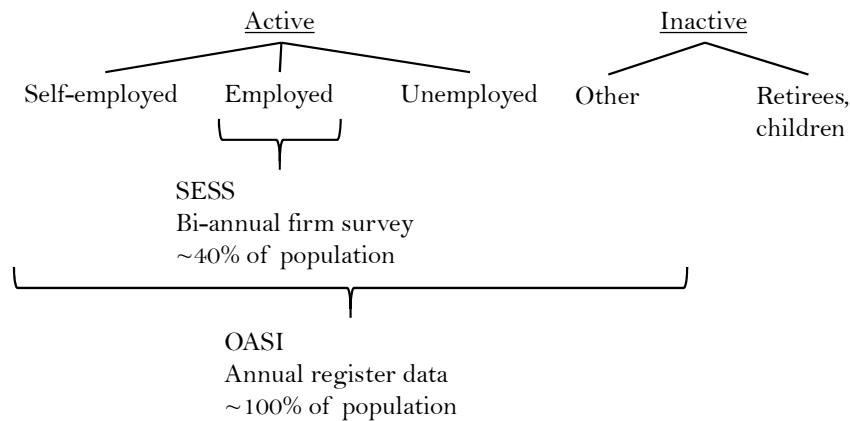 Active
Inactive
Self-employed
Employed
Unemployed
Other
Retirees,
children
SESS
Bi-annual firm survey
~40% of population
OASI
Annual register data
~100% of population